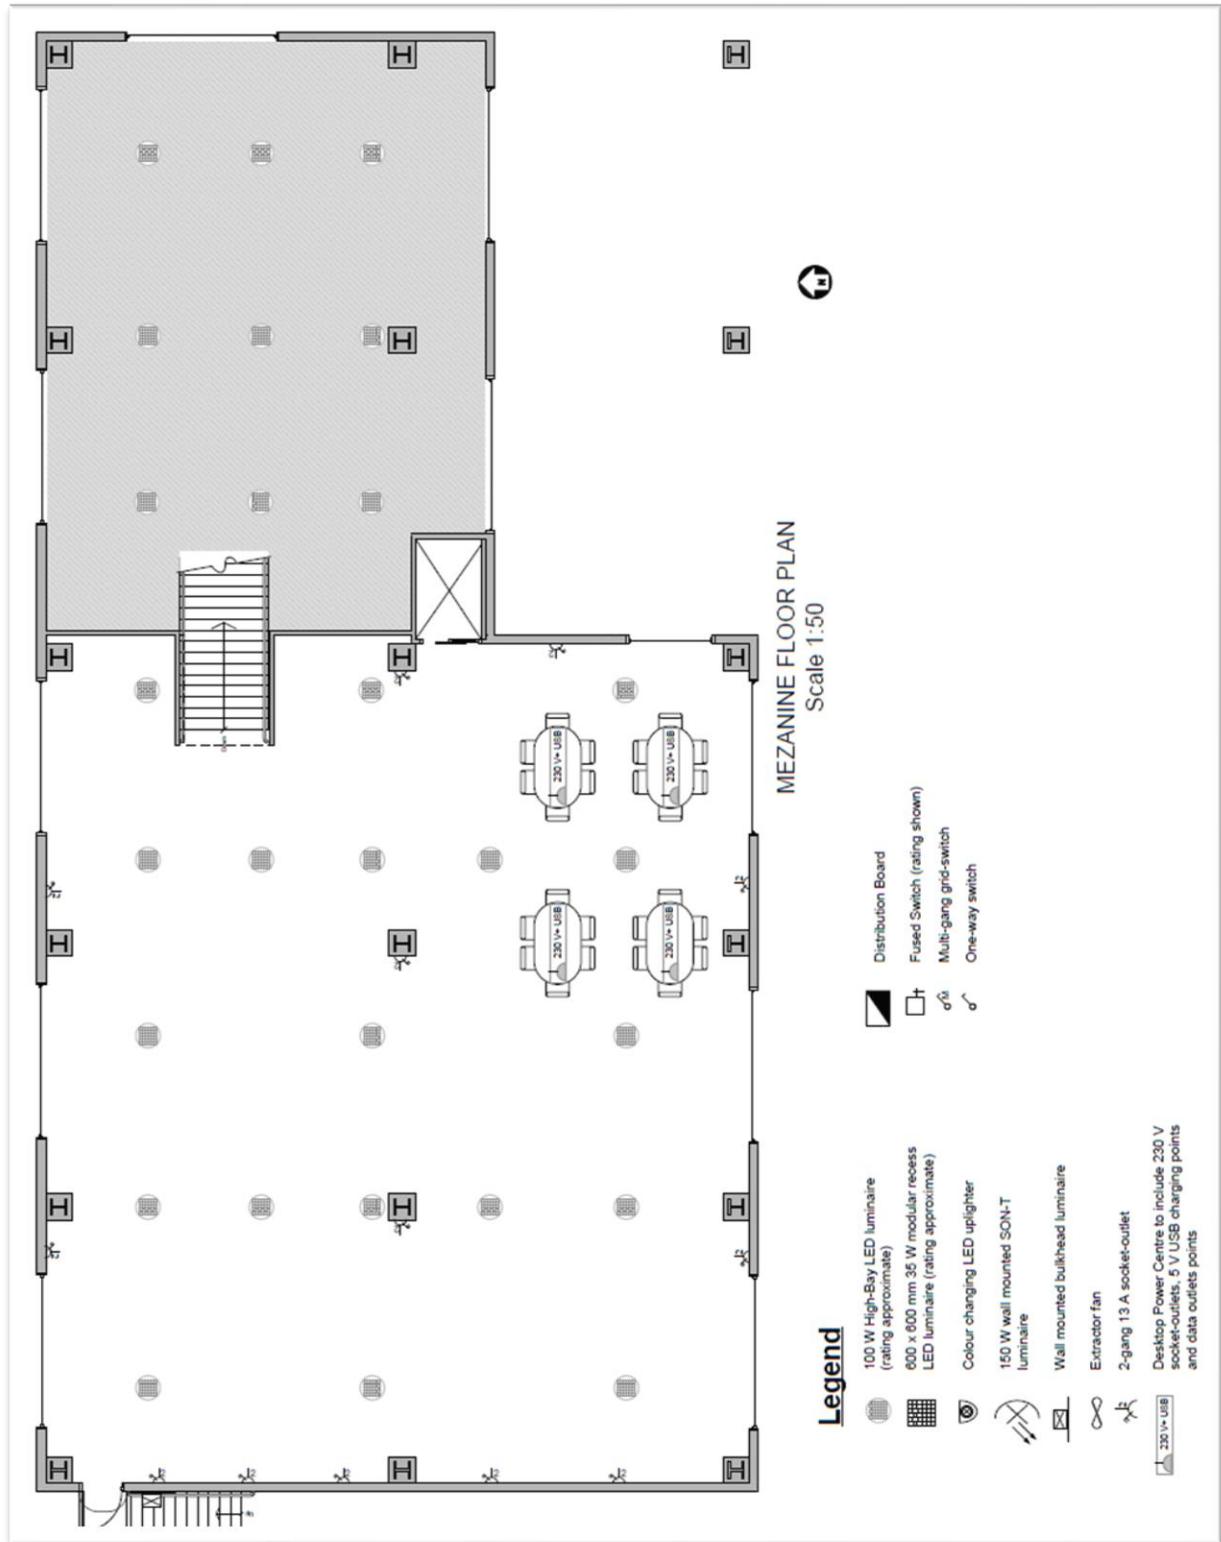 MEZANINE FLOOR PLAN
Scale 1:50
230 V+ USB
230 V+ USB
230 V+ USB
230 V+ USB
N
Legend
100 W High-Bay LED luminaire
(rating approximate)
600 x 600 mm 35 W modular recess
LED luminaire (rating approximate)
Colour changing LED uplighter
150 W wall mounted SON-T
luminaire
Wall mounted bulkhead luminaire
Extractor fan
2-gang 13 A socket-outlet
230 V+ USB
Desktop Power Centre to include 230 V
socket-outlets, 5 V USB charging points
and data outlets points
Distribution Board
Fused Switch (rating shown)
M
Multi-gang grid-switch
One-way switch